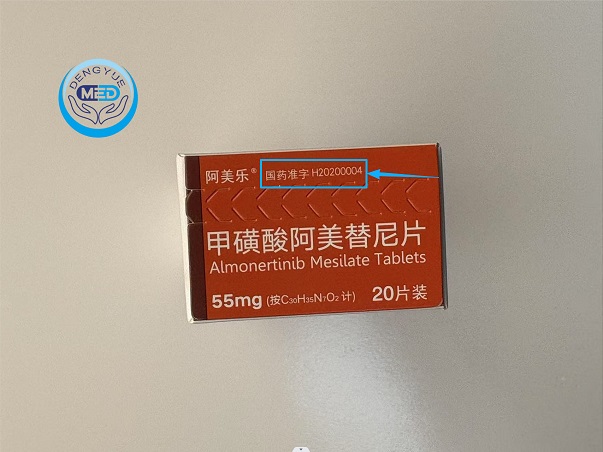 DENGYUE
MED
阿美乐® 国药准字 H20200004
甲磺酸阿美替尼片
Almonertinib Mesilate Tablets
55mg (按C₃₀H₃₅N₇O₂ 计) 20片装